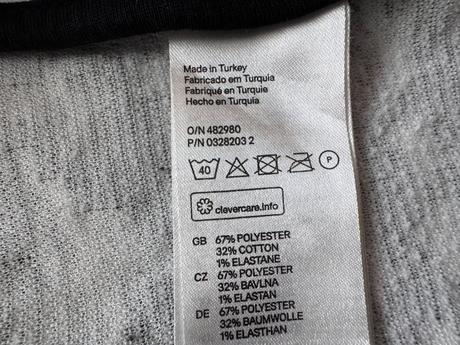 Made in Turkey
Fabricado em Turquia
Fabriqué en Turquie
Hecho en Turquía
O/N 482980
P/N 0328203 2
40
P
clevercare.info
GB 67% POLYESTER
32% COTTON
1% ELASTANE
CZ 67% POLYESTER
32% BAVLNA
1% ELASTAN
DE 67% POLYESTER
32% BAUMWOLLE
1% ELASTHAN